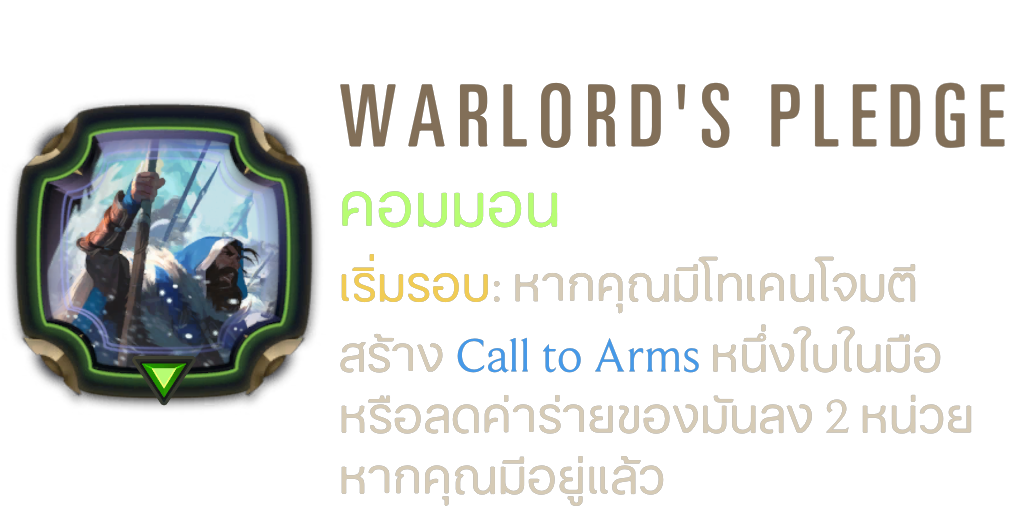 WARLORD'S PLEDGE
คอมมอน
เริ่มรอบ: หากคุณมีโทเคนโจมตี
สร้าง Call to Arms หนึ่งใบในมือ
หรือลดค่าร่ายของมันลง 2 หน่วย
หากคุณมีอยู่แล้ว